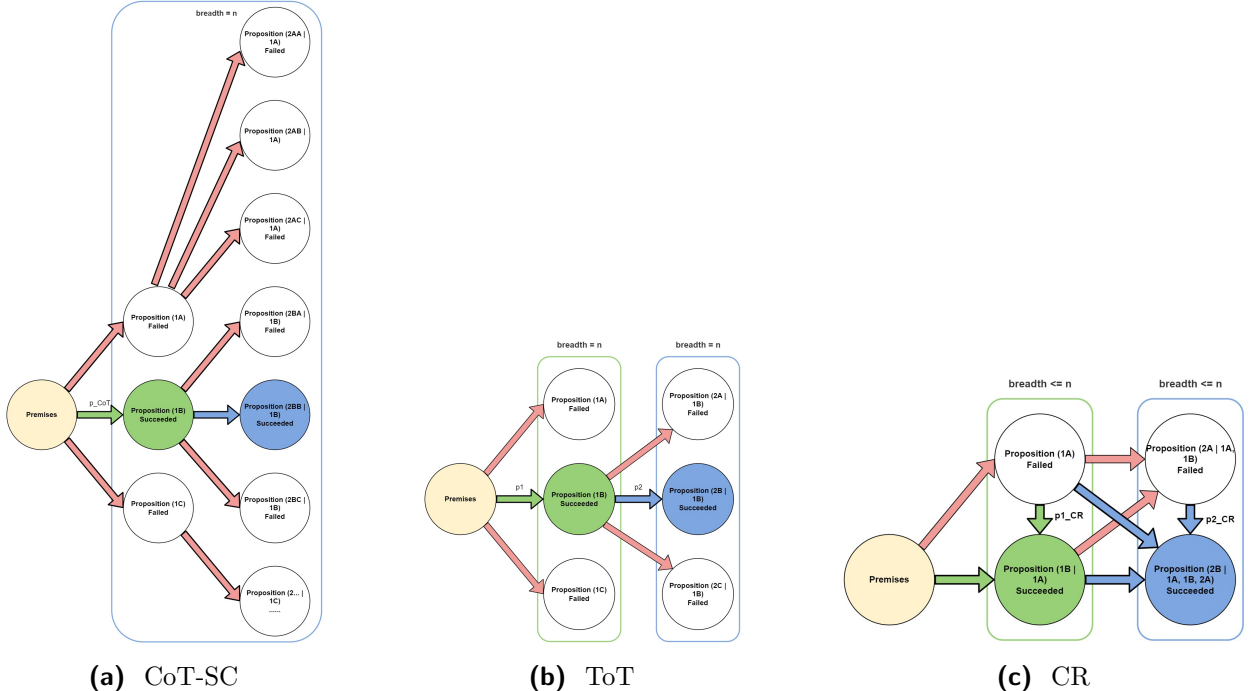 breadth = n
Proposition (2AA |
1A)
Failed
Proposition (2AB |
1A)
Proposition (2AC |
1A)
Failed
Proposition (1A)
Failed
Proposition (2BA |
1B)
Failed
Premises
p_CoT
Proposition (1B)
Succeeded
Proposition (2BB |
1B)
Succeeded
Proposition (1C)
Failed
Proposition (2BC |
1B)
Failed
Proposition (2... |
1C)
......
(a) CoT-SC
breadth = n
breadth = n
Proposition (1A)
Failed
Proposition (2A |
1B)
Failed
Premises
p1
Proposition (1B)
Succeeded
p2
Proposition (2B |
1B)
Succeeded
Proposition (1C)
Failed
Proposition (2C |
1B)
Failed
(b) ToT
breadth <= n
breadth <= n
Proposition (1A)
Failed
Proposition (2A | 1A,
1B)
Failed
p1_CR
p2_CR
Premises
Proposition (1B |
1A)
Succeeded
Proposition (2B |
1A, 1B, 2A)
Succeeded
(c) CR